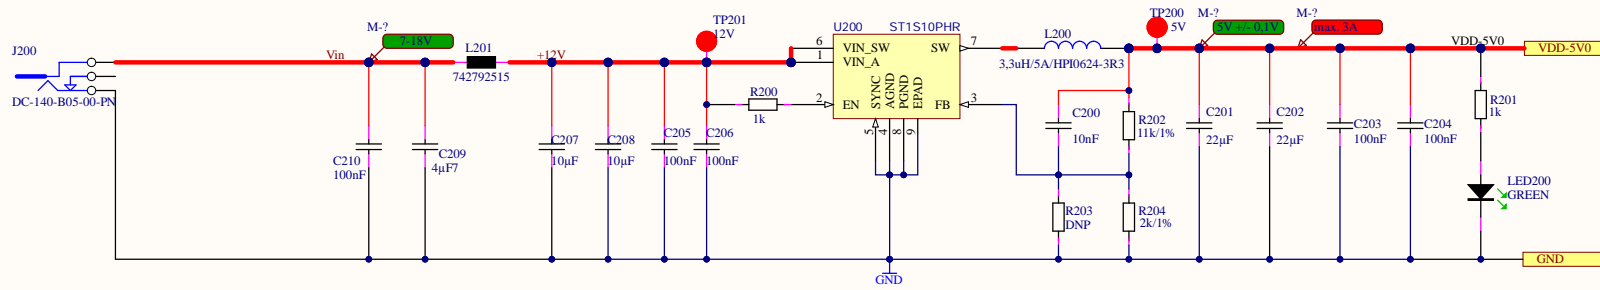 J200
DC-140-B05-00-PN
Vin
M-?
7-18V
L201
742792515
+12V
TP201
12V
U200
ST1S10PHR
6
VIN_SW
1
VIN_A
2
EN
SW
7
FB
3
SYNC
AGND
PGND
EPAD
5
4
8
9
R200
1k
L200
3,3uH/5A/HPI0624-3R3
TP200
5V
M-?
5V +/- 0,1V
M-?
max. 3A
VDD-5V0
VDD-5V0
C210
100nF
C209
4µF7
C207
10µF
C208
10µF
C205
100nF
C206
100nF
C200
10nF
R202
11k/1%
C201
22µF
C202
22µF
C203
100nF
C204
100nF
R201
1k
R203
DNP
R204
2k/1%
LED200
GREEN
GND
GND